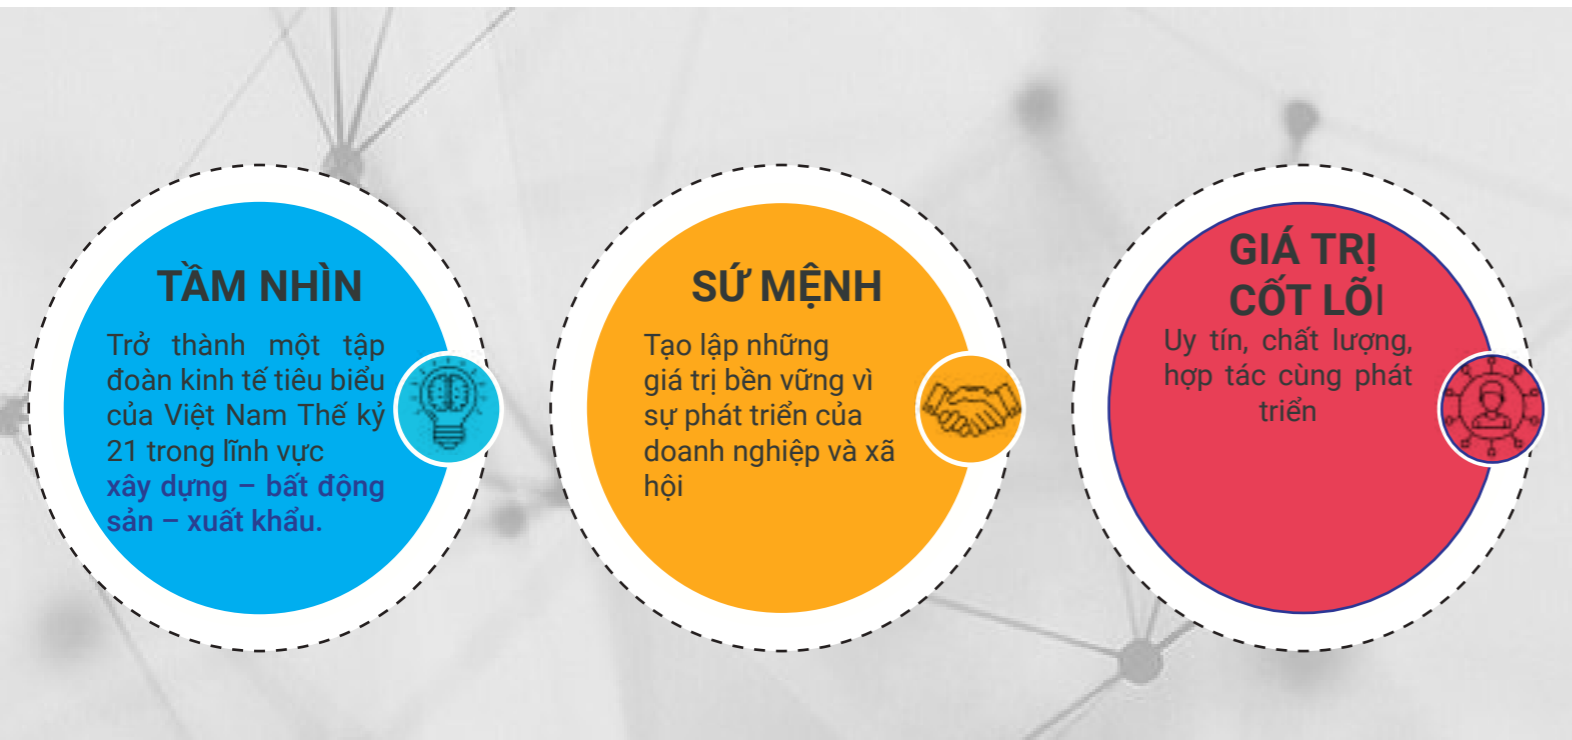 TẦM NHÌN
Trở thành một tập
đoàn kinh tế tiêu biểu
của Việt Nam Thế kỷ
21 trong lĩnh vực
xây dựng – bất động
sản – xuất khẩu.
SỨ MỆNH
Tạo lập những
giá trị bền vững vì
sự phát triển của
doanh nghiệp và xã
hội
GIÁ TRỊ
CỐT LÕI
Uy tín, chất lượng,
hợp tác cùng phát
triển